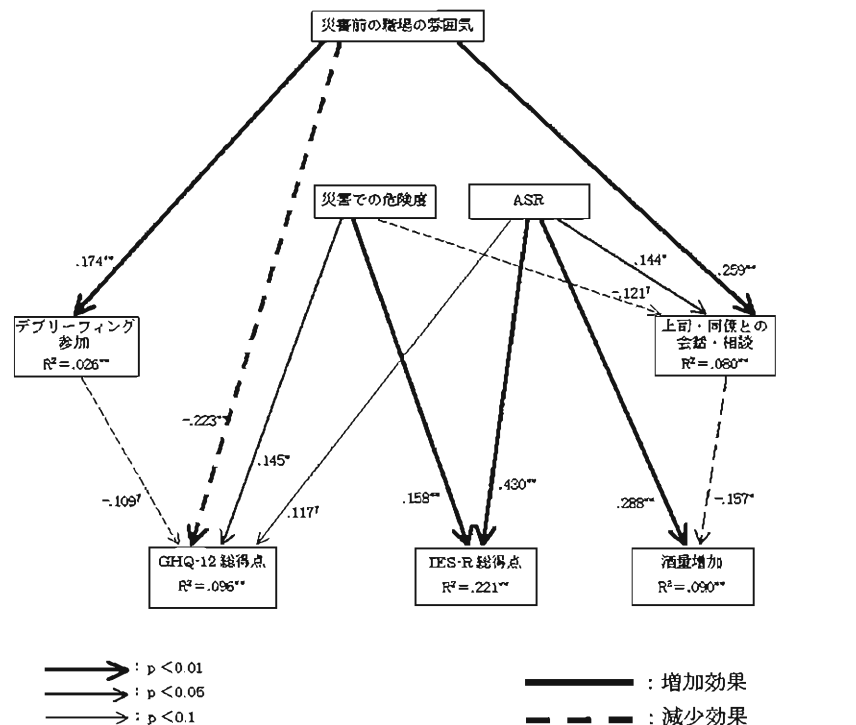 災害前の職場の雰囲気
災害での危険度
ASR
.174**
.144*
.259**
-.121†
デブリーフィング
参加
R²=.026**
上司・同僚との
会話・相談
R²=.080**
-.223**
.145*
-.109†
.117†
.158**
.430**
.288**
-.157*
GHQ-12 総得点
R²=.096**
IES-R 総得点
R²=.221**
酒量増加
R²=.090**
:p<0.01
:p<0.05
:p<0.1
:増加効果
:減少効果